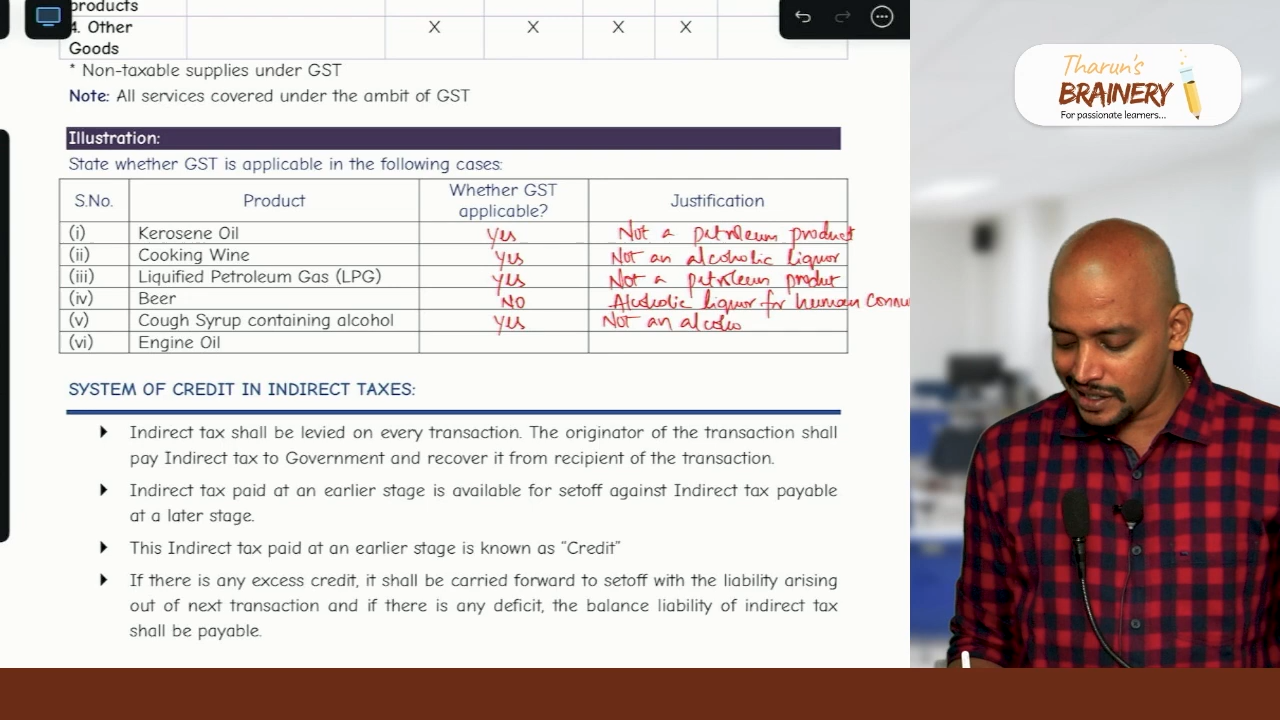 products
4. Other
Goods
X X X X
* Non-taxable supplies under GST
Note: All services covered under the ambit of GST
Illustration:
State whether GST is applicable in the following cases:
S.No. Product Whether GST applicable? Justification
(i) Kerosene Oil Yes Not a petroleum product
(ii) Cooking Wine Yes Not an alcoholic liquor
(iii) Liquified Petroleum Gas (LPG) Yes Not a petroleum product
(iv) Beer NO Alcoholic liquor for human
(v) Cough Syrup containing alcohol Yes Not an alcoho
(vi) Engine Oil
SYSTEM OF CREDIT IN INDIRECT TAXES:
Indirect tax shall be levied on every transaction. The originator of the transaction shall
pay Indirect tax to Government and recover it from recipient of the transaction.
Indirect tax paid at an earlier stage is available for setoff against Indirect tax payable
at a later stage.
This Indirect tax paid at an earlier stage is known as “Credit”
If there is any excess credit, it shall be carried forward to setoff with the liability arising
out of next transaction and if there is any deficit, the balance liability of indirect tax
shall be payable.
Tharun's
BRAINERY
For passionate learners...